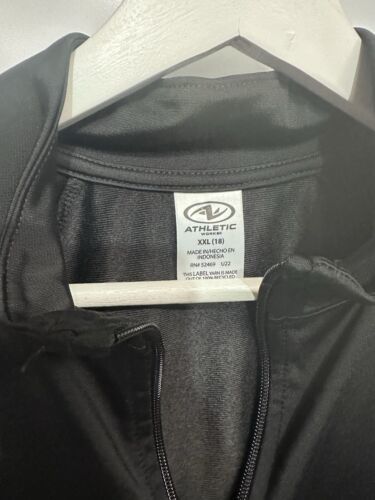 ATHLETIC
WORKS®
XXL (18)
MADE IN/HECHO EN
INDONESIA
RN# 52469 U22
THIS LABEL YARN IS MADE
OUT OF 100% RECYCLED